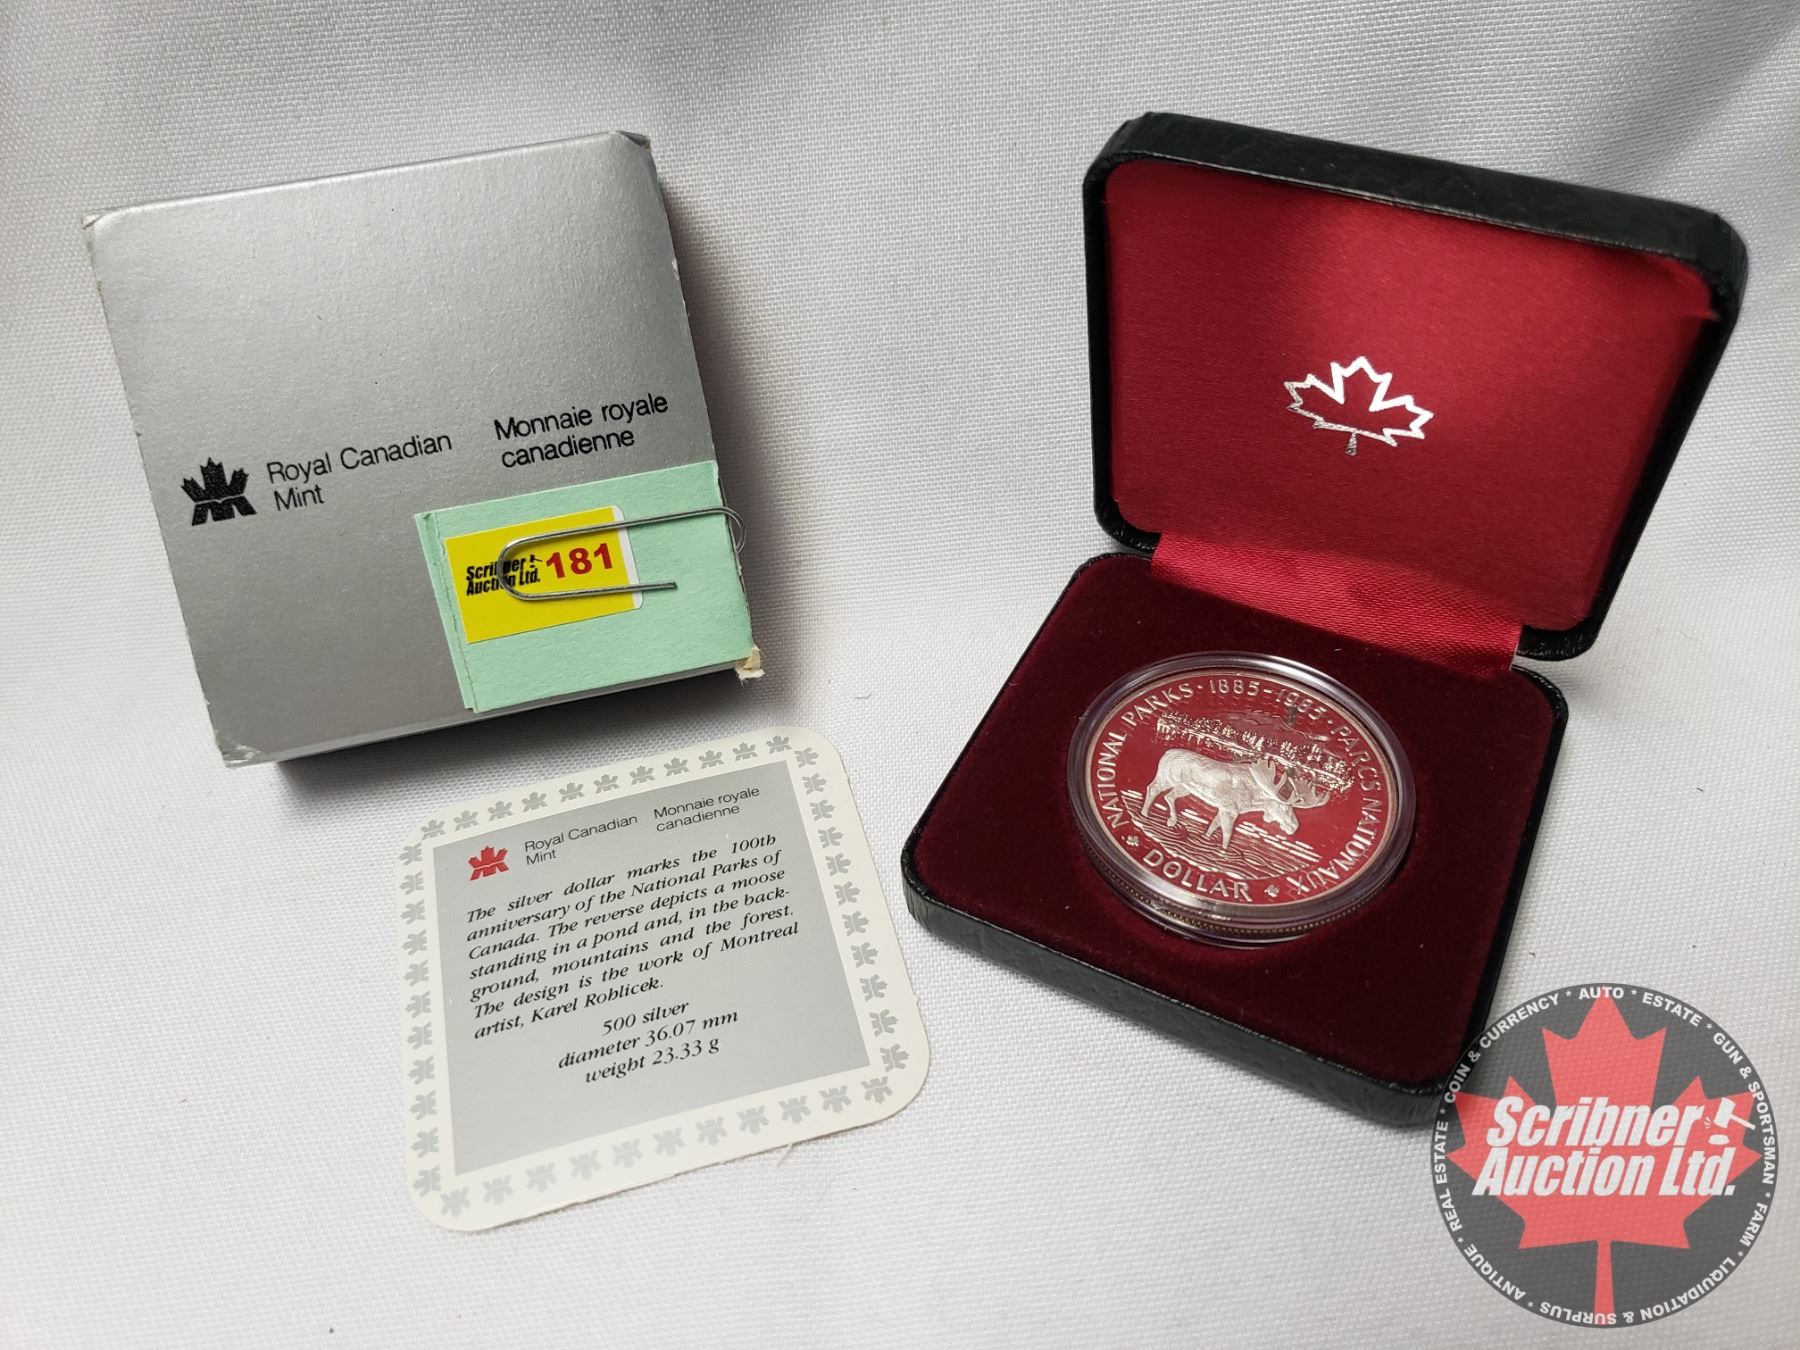 Royal Canadian
Mint
Monnaie royale
canadienne
Scribner
Auction Ltd.
181
Royal Canadian
Mint
Monnaie royale
canadienne
The silver dollar marks the 100th
anniversary of the National Parks of
Canada. The reverse depicts a moose
standing in a pond and, in the back-
ground, mountains and the forest.
The design is the work of Montreal
artist, Karel Rohlicek.
500 silver
diameter 36.07 mm
weight 23.33 g
NATIONAL PARKS · 1885-1985 · PARCS NATIONAUX
DOLLAR
Scribner
Auction Ltd.
REAL ESTATE * COIN & CURRENCY * AUTO * ESTATE * GUN & SPORTSMAN * FARM * LIQUIDATION & SURPLUS * ANTIQUE *